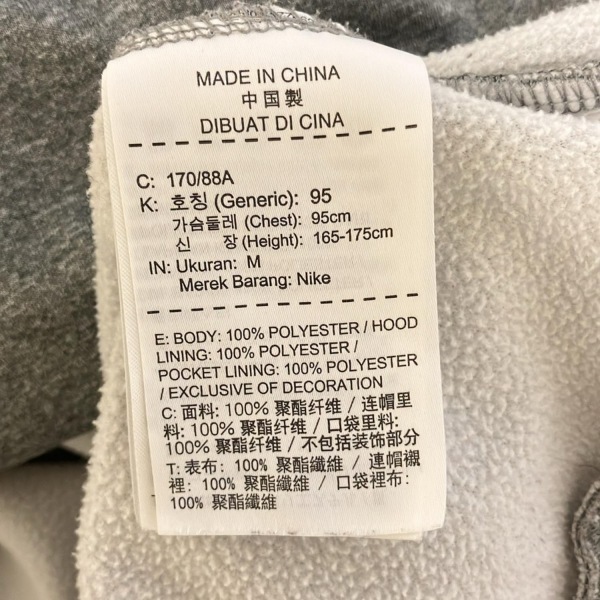 MADE IN CHINA
中国製
DIBUAT DI CINA
C: 170/88A
K: 호칭 (Generic): 95
가슴둘레 (Chest): 95cm
신 장 (Height): 165-175cm
IN: Ukuran: M
Merek Barang: Nike
E: BODY: 100% POLYESTER / HOOD
LINING: 100% POLYESTER /
POCKET LINING: 100% POLYESTER
/ EXCLUSIVE OF DECORATION
C: 面料: 100% 聚酯纤维 / 连帽里
料: 100% 聚酯纤维 / 口袋里料:
100% 聚酯纤维 / 不包括装饰部分
T: 表布: 100% 聚酯纖維 / 連帽襯
裡: 100% 聚酯纖維 / 口袋裡布:
100% 聚酯纖維